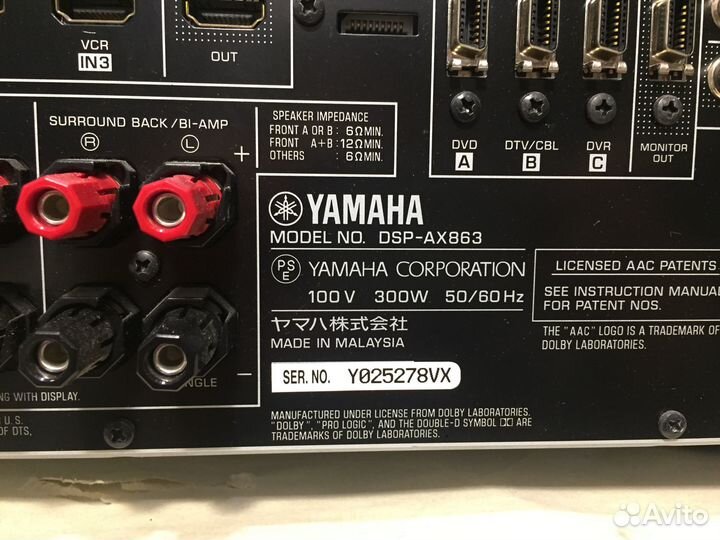 VCR
IN3
OUT
SURROUND BACK/BI-AMP
R
L
+
SPEAKER IMPEDANCE
FRONT A OR B : 6ΩMIN.
FRONT A+B : 12ΩMIN.
OTHERS : 6ΩMIN.
DVD
A
DTV/CBL
B
DVR
C
MONITOR
OUT
YAMAHA
MODEL NO. DSP-AX863
PSE YAMAHA CORPORATION
100V 300W 50/60Hz
ヤマハ株式会社
MADE IN MALAYSIA
SER. NO. Y025278VX
LICENSED AAC PATENTS
SEE INSTRUCTION MANUAL
FOR PATENT NOS.
THE "AAC" LOGO IS A TRADEMARK OF
DOLBY LABORATORIES.
NGLE
−
NG WITH DISPLAY.
U.S.
OF DTS,
MANUFACTURED UNDER LICENSE FROM DOLBY LABORATORIES.
"DOLBY", "PRO LOGIC", AND THE DOUBLE-D SYMBOL ARE
TRADEMARKS OF DOLBY LABORATORIES.
Avito